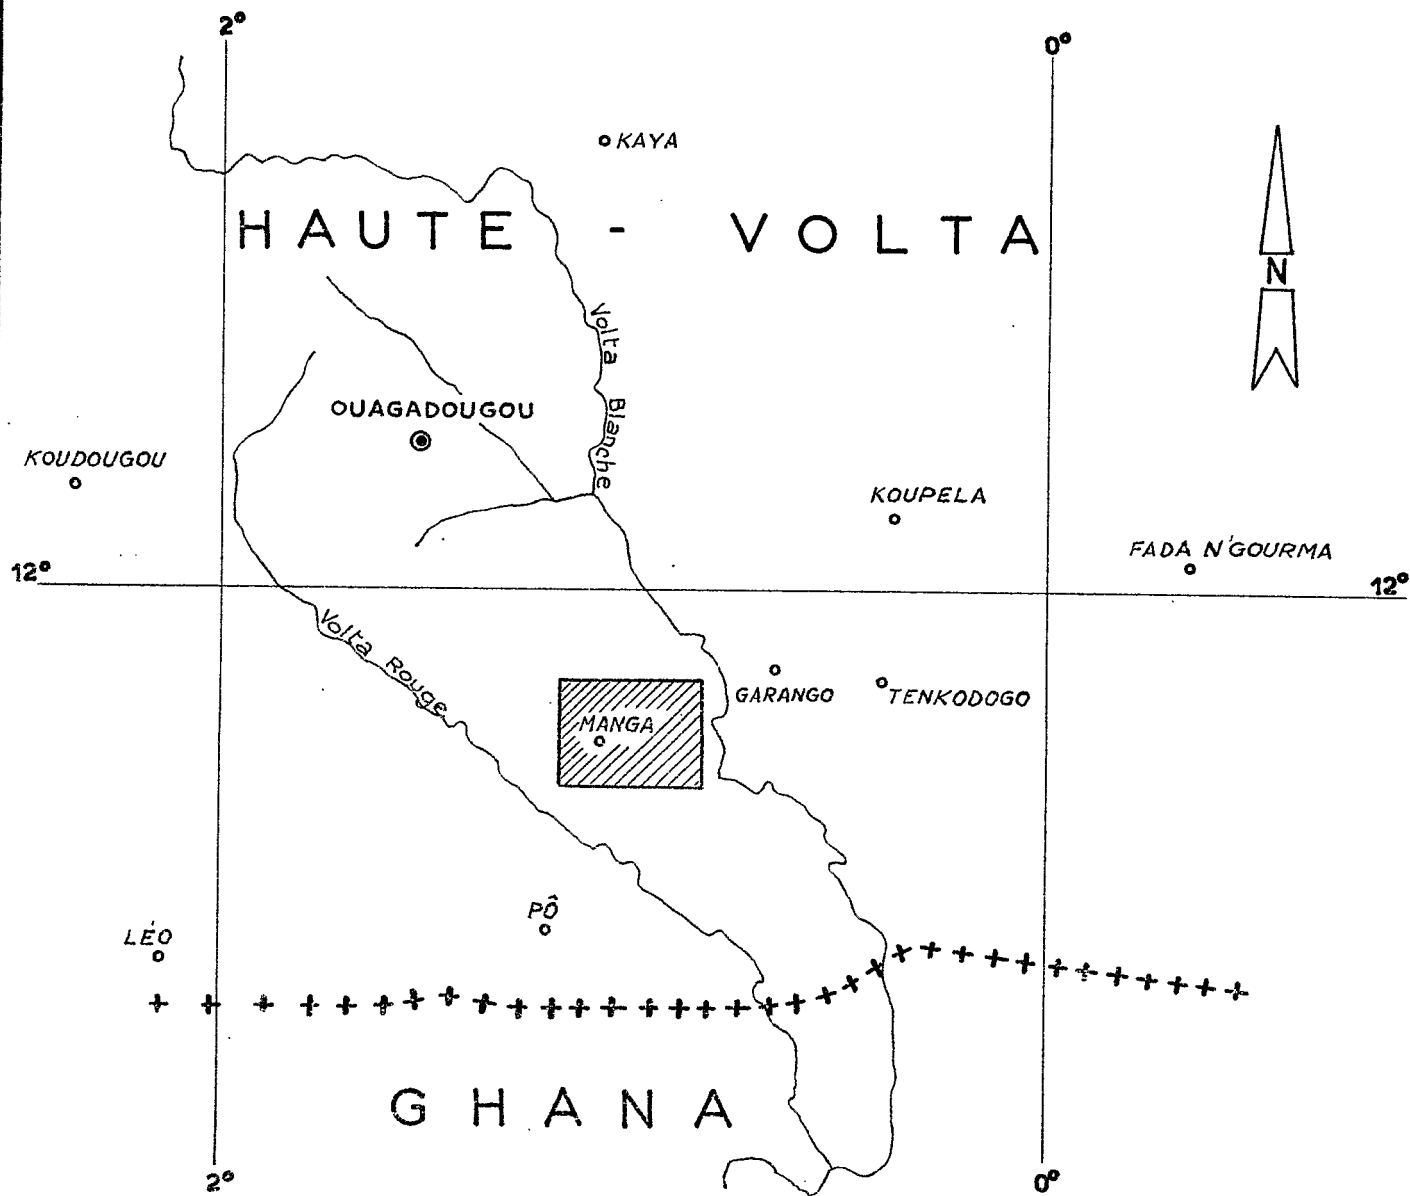 2°
0°
KAYA
HAUTE - VOLTA
N
Volta Blanche
OUAGADOUGOU
KOUDOUGOU
KOUPELA
FADA N'GOURMA
12°
12°
Volta Rouge
GARANGO
TENKODOGO
MANGA
PÔ
LÉO
GHANA
2°
0°